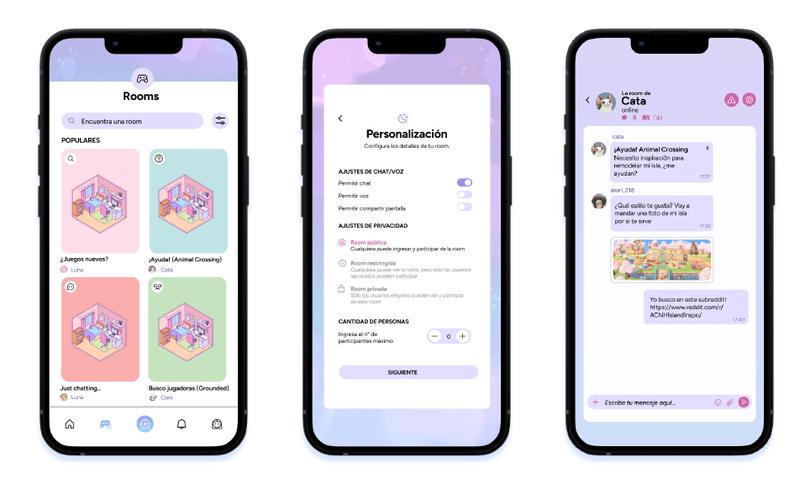 Rooms
Encuentra una room
POPULARES
¿Juegos nuevos?
Luna
¡Ayuda! (Animal Crossing)
Cata
Just chatting...
Luna
Busco jugadoras (Grounded)
Cami
Personalización
Configura los detalles de tu room.
AJUSTES DE CHAT/VOZ
Permitir chat
Permitir voz
Permitir compartir pantalla
AJUSTES DE PRIVACIDAD
Room pública
Cualquiera puede ingresar y participar de la room
Room restringida
Cualquiera puede ver la room, pero sólo los usuarios
aprobados pueden participar
Room privada
Sólo los usuarios elegidos pueden ver y participar
en esta room
CANTIDAD DE PERSONAS
Ingresa el nº de
participantes máximo
0
SIGUIENTE
La room de
Cata
online
(4)
cata
¡Ayuda! Animal Crossing
Necesito inspiración para
remodelar mi isla, ¿me
ayudan?
17:27
akari_218
¿Qué estilo te gusta? Voy a
mandar una foto de mi isla
por si te sirve
17:30
Yo busco en este subreddit!
https://www.reddit.com/r/
ACNHIslandInspo/
17:40
Escribe tu mensaje aquí...